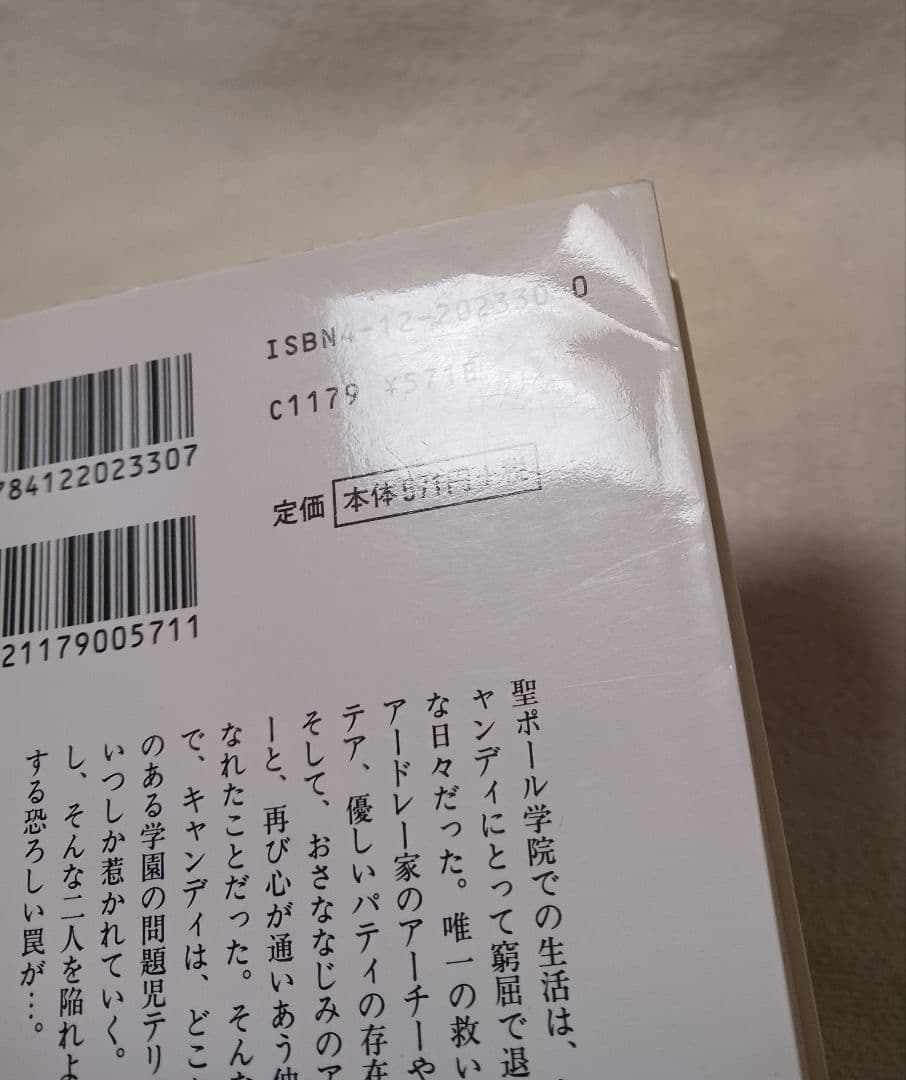 ISBN4-12-202330-0
C1179 ¥571E
784122023307
定価 本体571円+税
21179005711
聖ポール学院での生活は、
ャンディにとって窮屈で退
な日々だった。唯一の救い
アードレー家のアーチーや
テア、優しいパティの存在
そして、おさななじみのア
ーと、再び心が通いあう仲
なれたことだった。そんな
で、キャンディは、どこか
のある学園の問題児テリ
いつしか惹かれていく。
し、そんな二人を陥れよ
する恐ろしい罠が…。